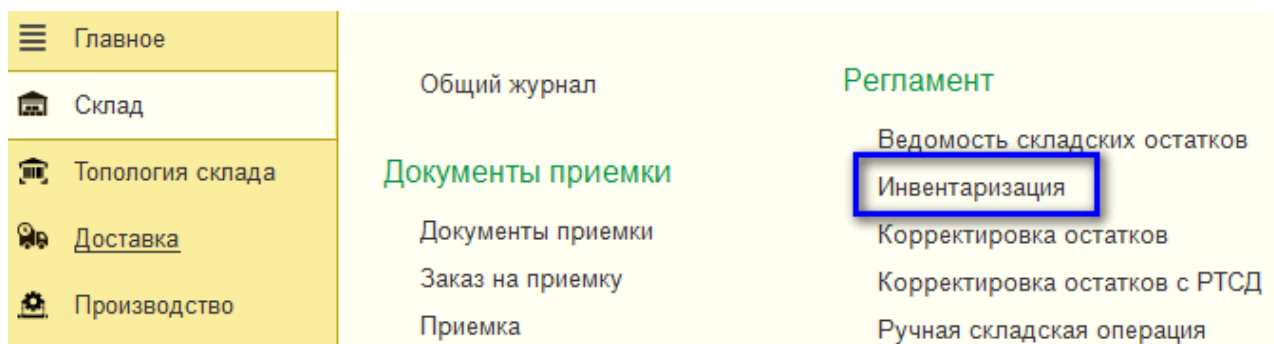 Главное
Склад
Топология склада
Доставка
Производство
Общий журнал
Документы приемки
Документы приемки
Заказ на приемку
Приемка
Регламент
Ведомость складских остатков
Инвентаризация
Корректировка остатков
Корректировка остатков с РТСД
Ручная складская операция